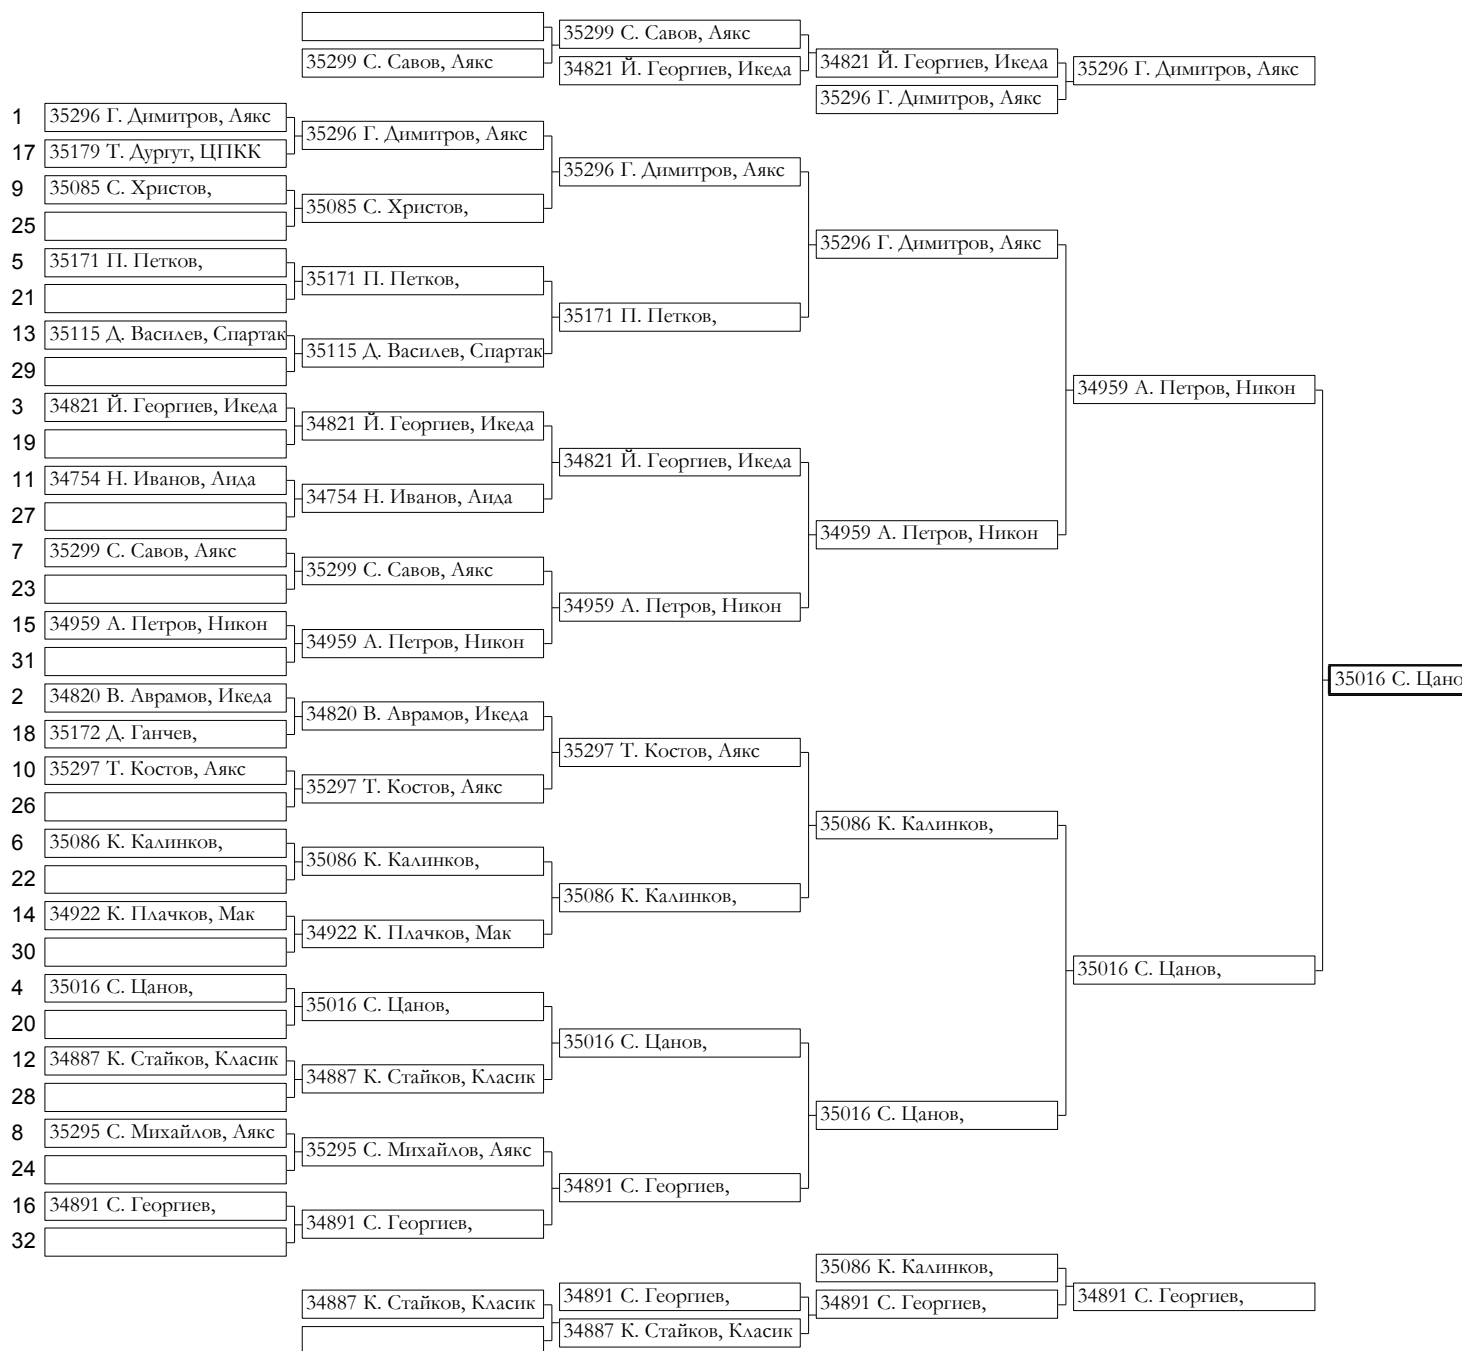 35299 С. Савов, Аякс
35299 С. Савов, Аякс
34821 Й. Георгиев, Икеда
34821 Й. Георгиев, Икеда
35296 Г. Димитров, Аякс
35296 Г. Димитров, Аякс
1 35296 Г. Димитров, Аякс
17 35179 Т. Дургут, ЦПКК
9 35085 С. Христов,
25
5 35171 П. Петков,
21
13 35115 Д. Василев, Спартак
29
3 34821 Й. Георгиев, Икеда
19
11 34754 Н. Иванов, Аида
27
7 35299 С. Савов, Аякс
23
15 34959 А. Петров, Никон
31
2 34820 В. Аврамов, Икеда
18 35172 Д. Ганчев,
10 35297 Т. Костов, Аякс
26
6 35086 К. Калинков,
22
14 34922 К. Плачков, Мак
30
4 35016 С. Цанов,
20
12 34887 К. Стайков, Класик
28
8 35295 С. Михайлов, Аякс
24
16 34891 С. Георгиев,
32
35296 Г. Димитров, Аякс
35085 С. Христов,
35171 П. Петков,
35115 Д. Василев, Спартак
34821 Й. Георгиев, Икеда
34754 Н. Иванов, Аида
35299 С. Савов, Аякс
34959 А. Петров, Никон
34820 В. Аврамов, Икеда
35297 Т. Костов, Аякс
35086 К. Калинков,
34922 К. Плачков, Мак
35016 С. Цанов,
34887 К. Стайков, Класик
35295 С. Михайлов, Аякс
34891 С. Георгиев,
35296 Г. Димитров, Аякс
35171 П. Петков,
34821 Й. Георгиев, Икеда
34959 А. Петров, Никон
35297 Т. Костов, Аякс
35086 К. Калинков,
35016 С. Цанов,
34891 С. Георгиев,
35296 Г. Димитров, Аякс
34959 А. Петров, Никон
35086 К. Калинков,
35016 С. Цанов,
34959 А. Петров, Никон
35016 С. Цанов,
35016 С. Цано
34887 К. Стайков, Класик
34891 С. Георгиев,
34887 К. Стайков, Класик
35086 К. Калинков,
34891 С. Георгиев,
34891 С. Георгиев,